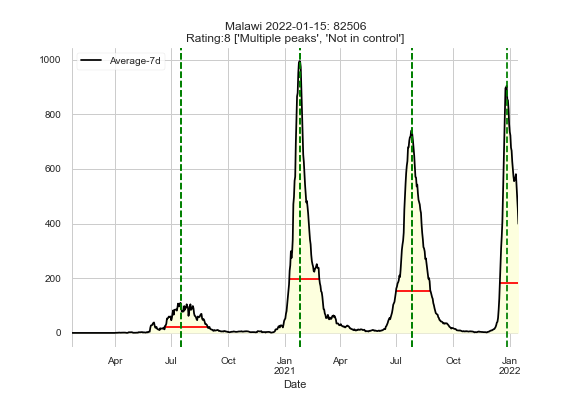 Malawi 2022-01-15: 82506
Rating:8 ['Multiple peaks', 'Not in control']
Average-7d
1000
800
600
400
200
0
Apr Jul Oct Jan Apr Jul Oct Jan
2021 2022
Date